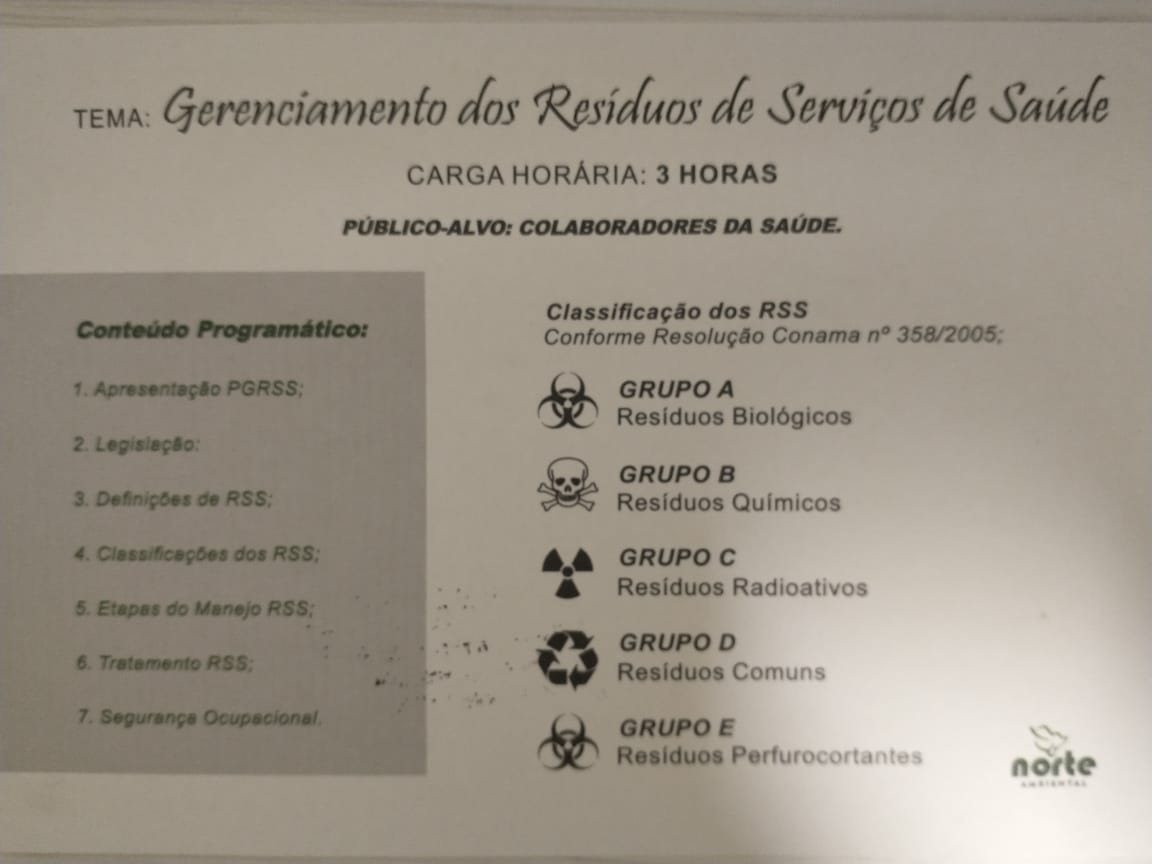 TEMA: Gerenciamento dos Resíduos de Serviços de Saúde
CARGA HORÁRIA: 3 HORAS
PÚBLICO-ALVO: COLABORADORES DA SAÚDE.
Conteúdo Programático:
1. Apresentação PGRSS;
2. Legislação:
3. Definições de RSS;
4. Classificações dos RSS;
5. Etapas do Manejo RSS;
6. Tratamento RSS;
7. Segurança Ocupacional.
Classificação dos RSS
Conforme Resolução Conama nº 358/2005;
GRUPO A
Resíduos Biológicos
GRUPO B
Resíduos Químicos
GRUPO C
Resíduos Radioativos
GRUPO D
Resíduos Comuns
GRUPO E
Resíduos Perfurocortantes
norte
AMBIENTAL